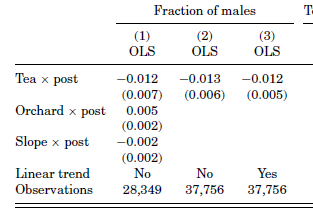 Fraction of males
(1) (2) (3)
OLS OLS OLS
Tea × post −0.012 −0.013 −0.012
(0.007) (0.006) (0.005)
Orchard × post 0.005
(0.002)
Slope × post −0.002
(0.002)
Linear trend No No Yes
Observations 28,349 37,756 37,756